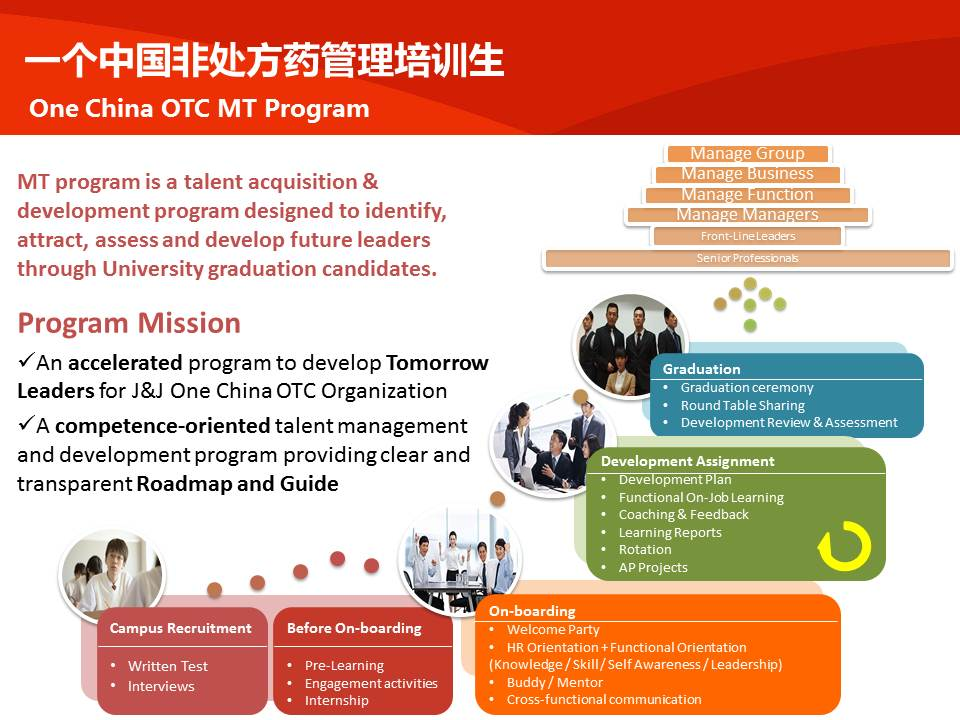 一个中国非处方药管理培训生
One China OTC MT Program
MT program is a talent acquisition &
development program designed to identify,
attract, assess and develop future leaders
through University graduation candidates.
Program Mission
✓An accelerated program to develop Tomorrow
Leaders for J&J One China OTC Organization
✓A competence-oriented talent management
and development program providing clear and
transparent Roadmap and Guide
Manage Group
Manage Business
Manage Function
Manage Managers
Front-Line Leaders
Senior Professionals
Graduation
• Graduation ceremony
• Round Table Sharing
• Development Review & Assessment
Development Assignment
• Development Plan
• Functional On-Job Learning
• Coaching & Feedback
• Learning Reports
• Rotation
• AP Projects
On-boarding
• Welcome Party
• HR Orientation + Functional Orientation
(Knowledge / Skill / Self Awareness / Leadership)
• Buddy / Mentor
• Cross-functional communication
Before On-boarding
• Pre-Learning
• Engagement activities
• Internship
Campus Recruitment
• Written Test
• Interviews